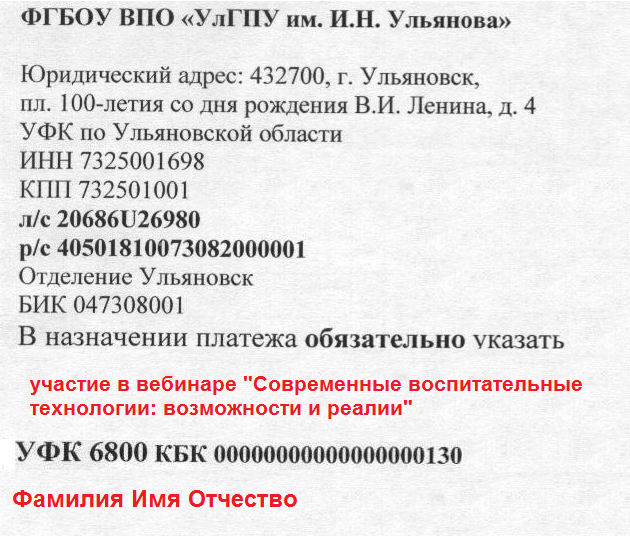 ФГБОУ ВПО «УлГПУ им. И.Н. Ульянова»
Юридический адрес: 432700, г. Ульяновск,
пл. 100-летия со дня рождения В.И. Ленина, д. 4
УФК по Ульяновской области
ИНН 7325001698
КПП 732501001
л/с 20686U26980
р/с 40501810073082000001
Отделение Ульяновск
БИК 047308001
В назначении платежа обязательно указать
участие в вебинаре "Современные воспитательные
технологии: возможности и реалии"
УФК 6800 КБК 00000000000000000130
Фамилия Имя Отчество